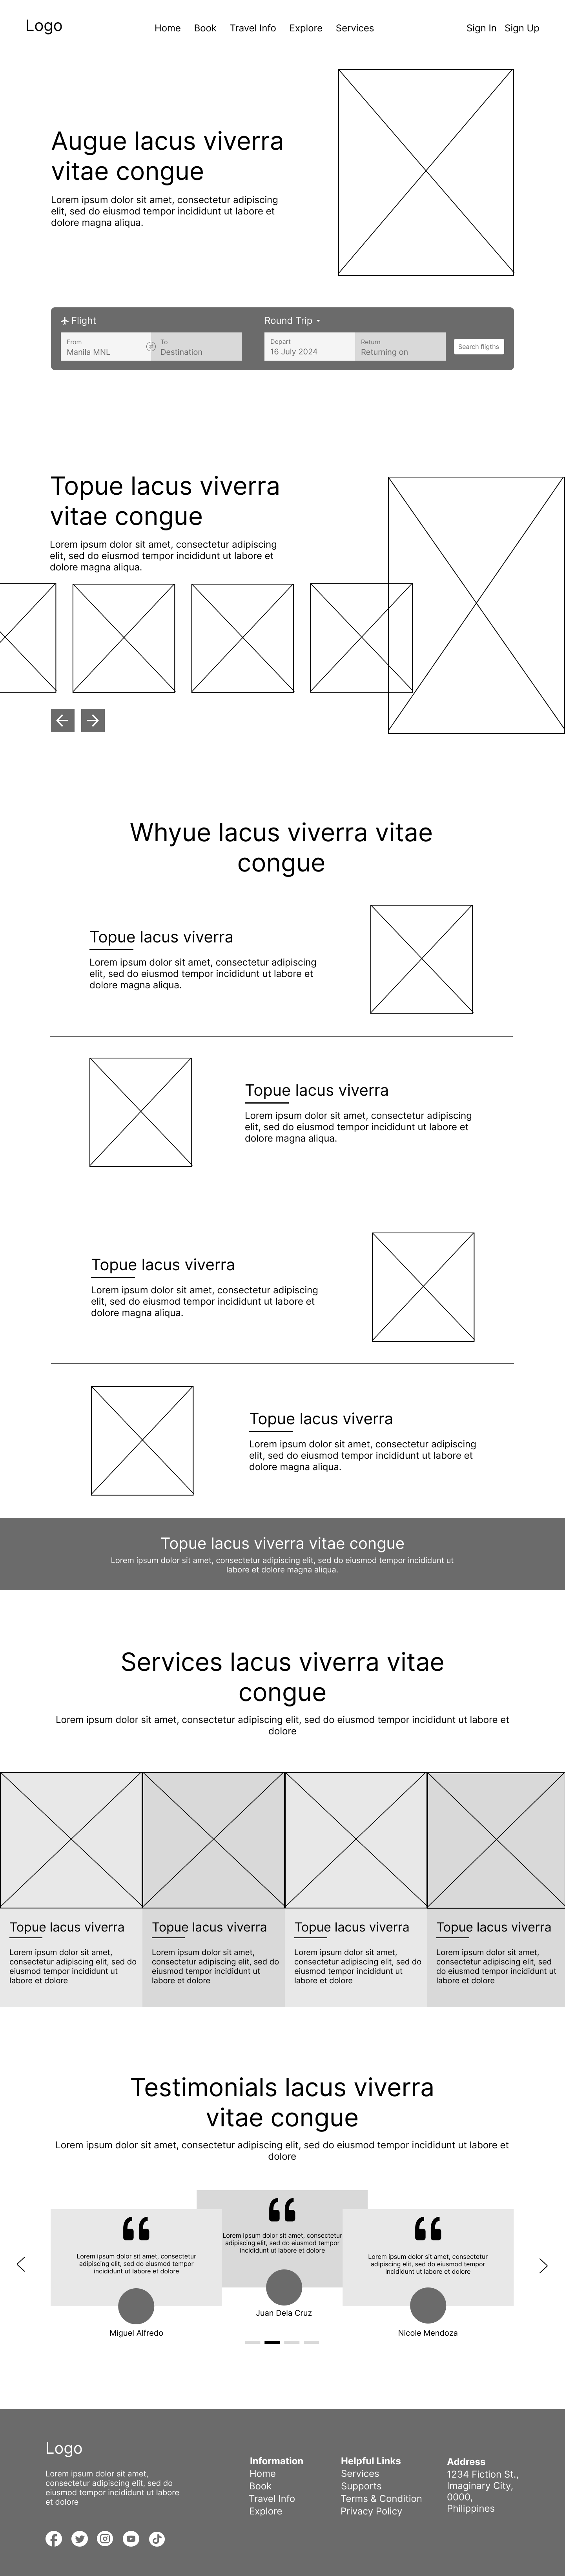 Logo
Home Book Travel Info Explore Services
Sign In Sign Up
Augue lacus viverra
vitae congue
Lorem ipsum dolor sit amet, consectetur adipiscing
elit, sed do eiusmod tempor incididunt ut labore et
dolore magna aliqua.
Flight
Round Trip
From
Manila MNL
To
Destination
Depart
16 July 2024
Return
Returning on
Search fligths
Topue lacus viverra
vitae congue
Lorem ipsum dolor sit amet, consectetur adipiscing
elit, sed do eiusmod tempor incididunt ut labore et
dolore magna aliqua.
Whyue lacus viverra vitae
congue
Topue lacus viverra
Lorem ipsum dolor sit amet, consectetur adipiscing
elit, sed do eiusmod tempor incididunt ut labore et
dolore magna aliqua.
Topue lacus viverra
Lorem ipsum dolor sit amet, consectetur adipiscing
elit, sed do eiusmod tempor incididunt ut labore et
dolore magna aliqua.
Topue lacus viverra
Lorem ipsum dolor sit amet, consectetur adipiscing
elit, sed do eiusmod tempor incididunt ut labore et
dolore magna aliqua.
Topue lacus viverra
Lorem ipsum dolor sit amet, consectetur adipiscing
elit, sed do eiusmod tempor incididunt ut labore et
dolore magna aliqua.
Topue lacus viverra vitae congue
Lorem ipsum dolor sit amet, consectetur adipiscing elit, sed do eiusmod tempor incididunt ut
labore et dolore magna aliqua.
Services lacus viverra vitae
congue
Lorem ipsum dolor sit amet, consectetur adipiscing elit, sed do eiusmod tempor incididunt ut labore et
dolore
Topue lacus viverra
Lorem ipsum dolor sit amet,
consectetur adipiscing elit, sed do
eiusmod tempor incididunt ut
labore et dolore
Topue lacus viverra
Lorem ipsum dolor sit amet,
consectetur adipiscing elit, sed do
eiusmod tempor incididunt ut
labore et dolore
Topue lacus viverra
Lorem ipsum dolor sit amet,
consectetur adipiscing elit, sed do
eiusmod tempor incididunt ut
labore et dolore
Topue lacus viverra
Lorem ipsum dolor sit amet,
consectetur adipiscing elit, sed
do eiusmod tempor incididunt ut
labore et dolore
Testimonials lacus viverra
vitae congue
Lorem ipsum dolor sit amet, consectetur adipiscing elit, sed do eiusmod tempor incididunt ut labore et
dolore
Lorem ipsum dolor sit amet, consectetur
adipiscing elit, sed do eiusmod tempor
incididunt ut labore et dolore
Miguel Alfredo
Lorem ipsum dolor sit amet, consectetur
adipiscing elit, sed do eiusmod tempor
incididunt ut labore et dolore
Juan Dela Cruz
Lorem ipsum dolor sit amet, consectetur
adipiscing elit, sed do eiusmod tempor
incididunt ut labore et dolore
Nicole Mendoza
Logo
Lorem ipsum dolor sit amet,
consectetur adipiscing elit, sed do
eiusmod tempor incididunt ut labore
et dolore
Information
Home
Book
Travel Info
Explore
Helpful Links
Services
Supports
Terms & Condition
Privacy Policy
Address
1234 Fiction St.,
Imaginary City,
0000,
Philippines